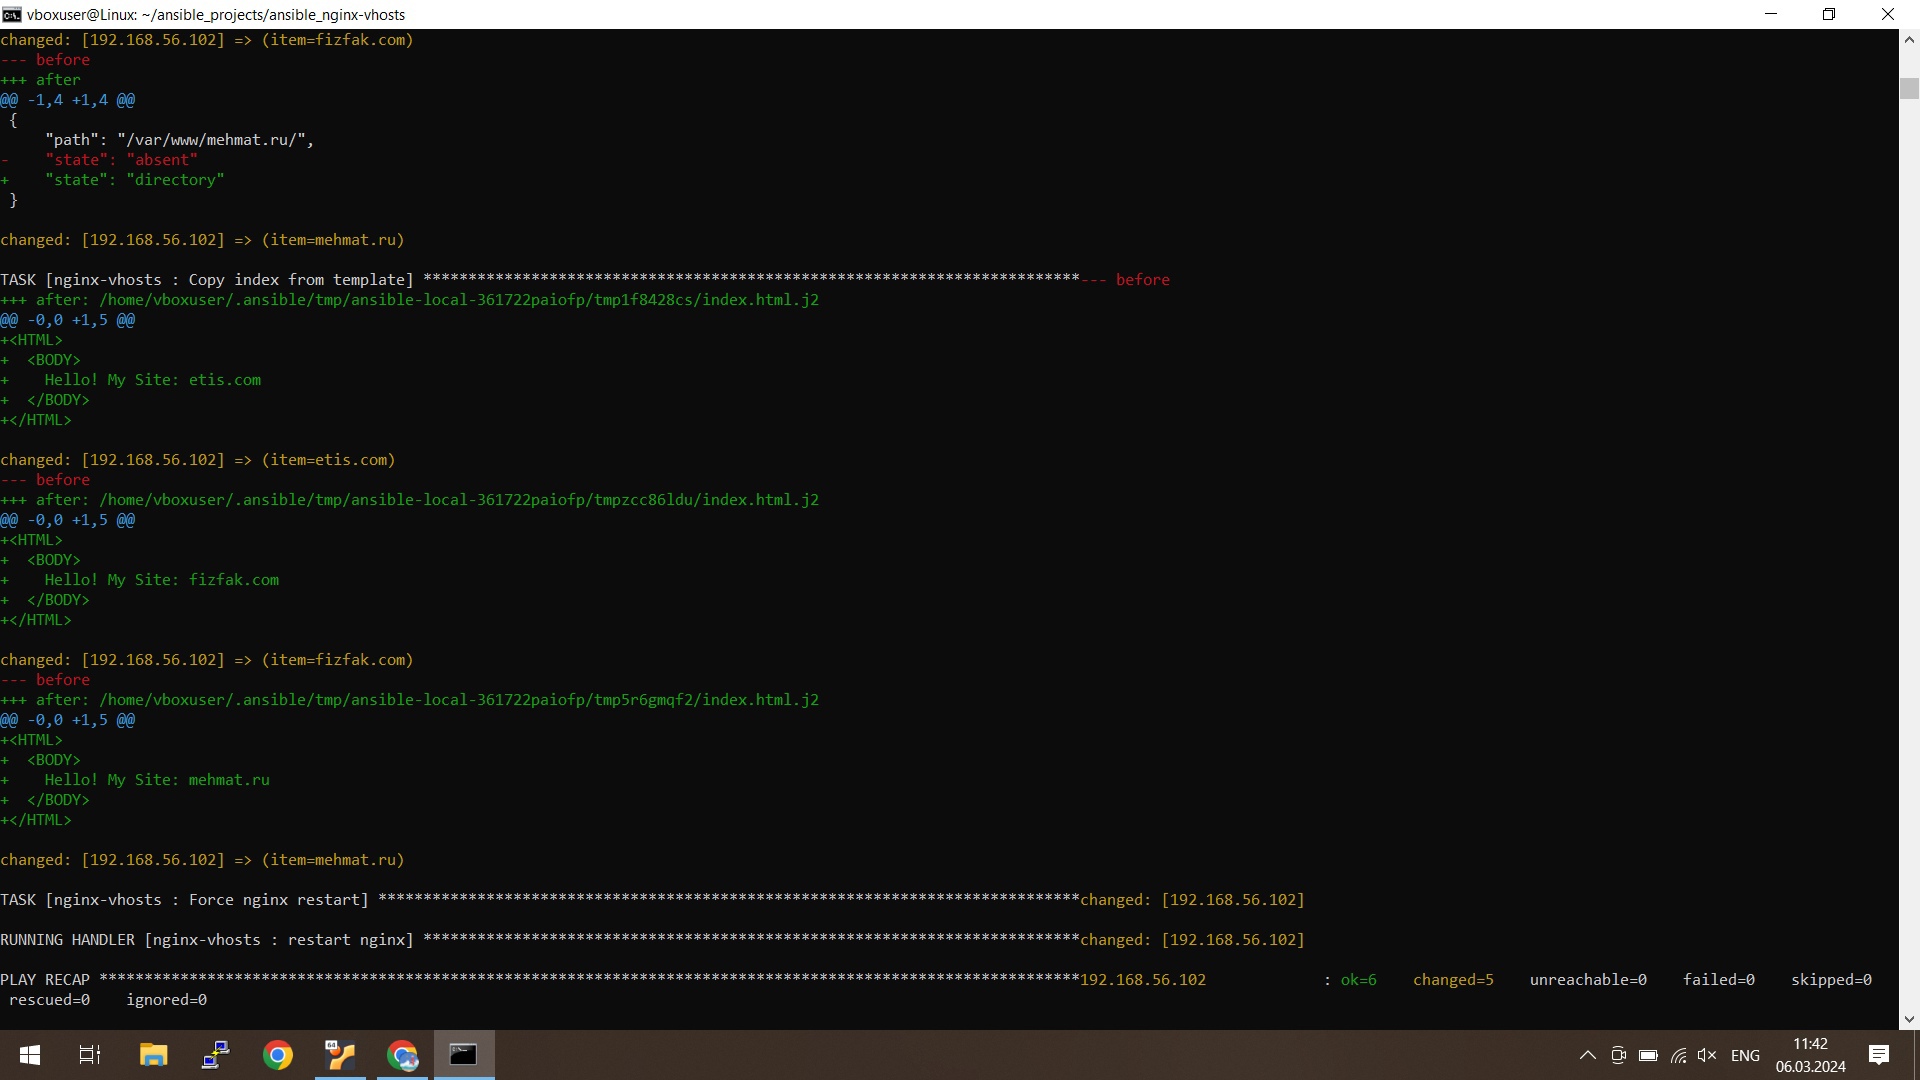 vboxuser@Linux: ~/ansible_projects/ansible_nginx-vhosts
changed: [192.168.56.102] => (item=fizfak.com)
--- before
+++ after
@@ -1,4 +1,4 @@
 {
     "path": "/var/www/mehmat.ru/",
-    "state": "absent"
+    "state": "directory"
 }
changed: [192.168.56.102] => (item=mehmat.ru)
TASK [nginx-vhosts : Copy index from template] *************************************************************************--- before
+++ after: /home/vboxuser/.ansible/tmp/ansible-local-361722paiofp/tmp1f8428cs/index.html.j2
@@ -0,0 +1,5 @@
+<HTML>
+  <BODY>
+    Hello! My Site: etis.com
+  </BODY>
+</HTML>
changed: [192.168.56.102] => (item=etis.com)
--- before
+++ after: /home/vboxuser/.ansible/tmp/ansible-local-361722paiofp/tmpzcc86ldu/index.html.j2
@@ -0,0 +1,5 @@
+<HTML>
+  <BODY>
+    Hello! My Site: fizfak.com
+  </BODY>
+</HTML>
changed: [192.168.56.102] => (item=fizfak.com)
--- before
+++ after: /home/vboxuser/.ansible/tmp/ansible-local-361722paiofp/tmp5r6gmqf2/index.html.j2
@@ -0,0 +1,5 @@
+<HTML>
+  <BODY>
+    Hello! My Site: mehmat.ru
+  </BODY>
+</HTML>
changed: [192.168.56.102] => (item=mehmat.ru)
TASK [nginx-vhosts : Force nginx restart] ******************************************************************************changed: [192.168.56.102]
RUNNING HANDLER [nginx-vhosts : restart nginx] *************************************************************************changed: [192.168.56.102]
PLAY RECAP *************************************************************************************************************192.168.56.102             : ok=6    changed=5    unreachable=0    failed=0    skipped=0
 rescued=0    ignored=0
64
ENG
11:42
06.03.2024